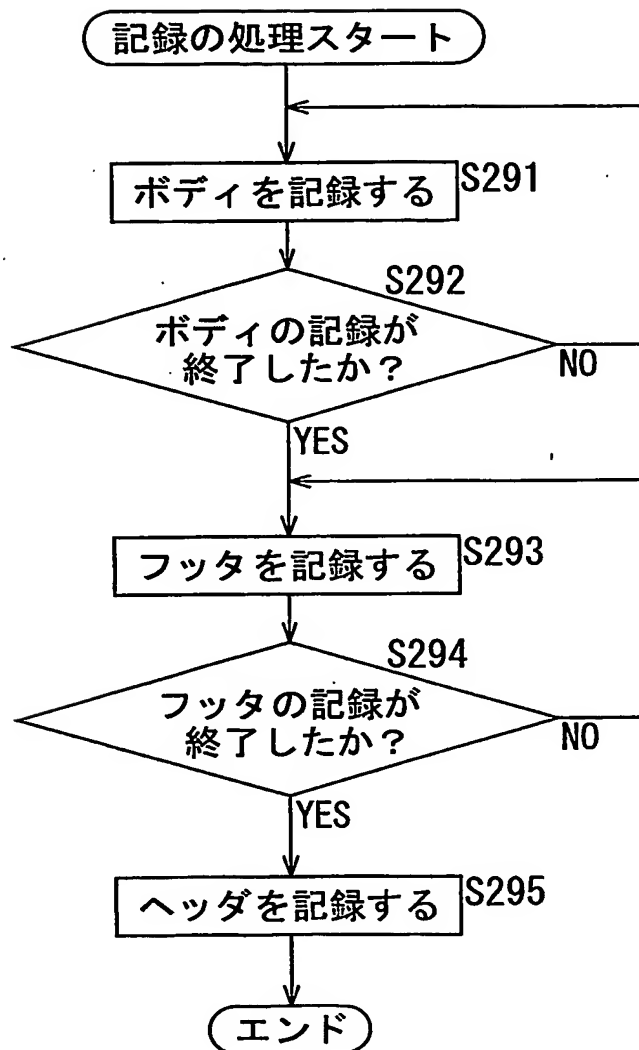 記録の処理スタート
ボディを記録する
S291
S292
ボディの記録が
終了したか?
NO
YES
フッタを記録する
S293
S294
フッタの記録が
終了したか?
NO
YES
ヘッダを記録する
S295
エンド